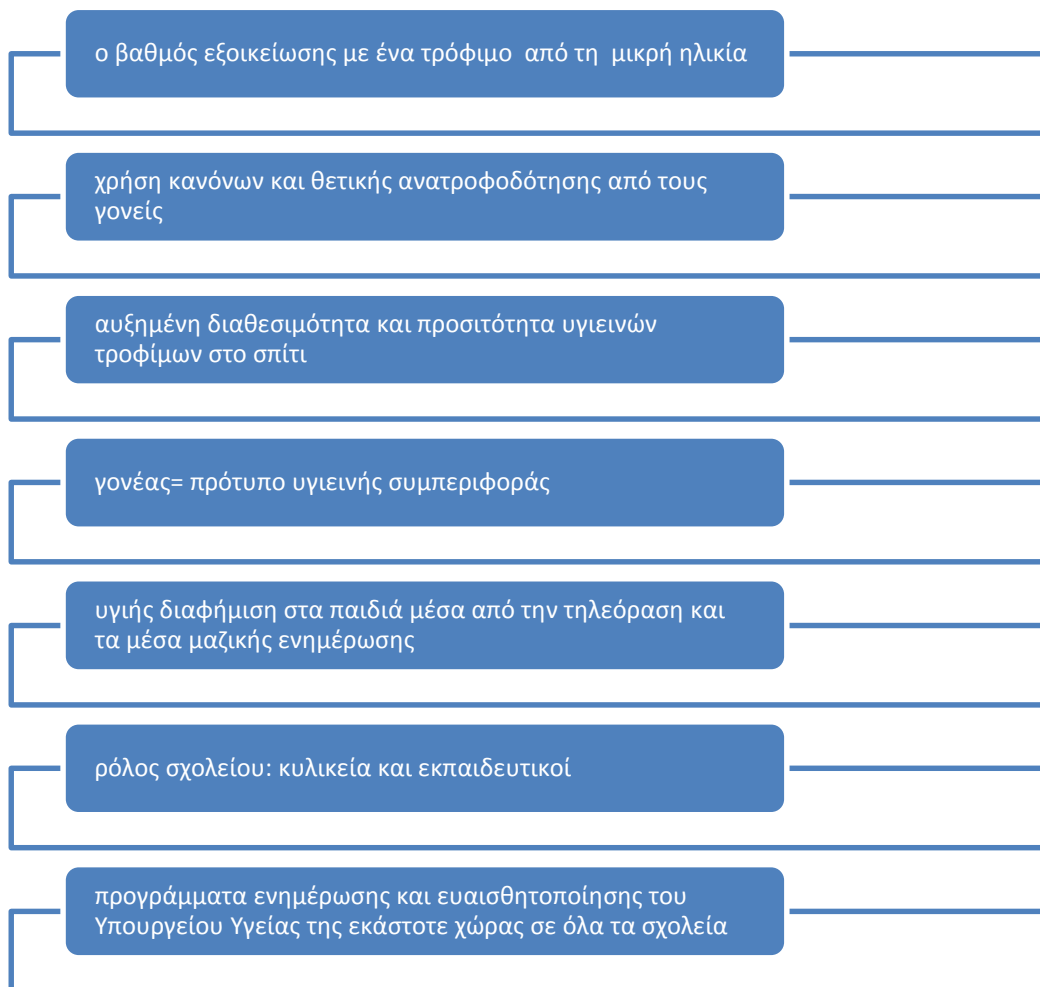 ο βαθμός εξοικείωσης με ένα τρόφιμο  από τη  μικρή ηλικία
χρήση κανόνων και θετικής ανατροφοδότησης από τους
γονείς
αυξημένη διαθεσιμότητα και προσιτότητα υγιεινών
τροφίμων στο σπίτι
γονέας= πρότυπο υγιεινής συμπεριφοράς
υγιής διαφήμιση στα παιδιά μέσα από την τηλεόραση και
τα μέσα μαζικής ενημέρωσης
ρόλος σχολείου: κυλικεία και εκπαιδευτικοί
προγράμματα ενημέρωσης και ευαισθητοποίησης του
Υπουργείου Υγείας της εκάστοτε χώρας σε όλα τα σχολεία